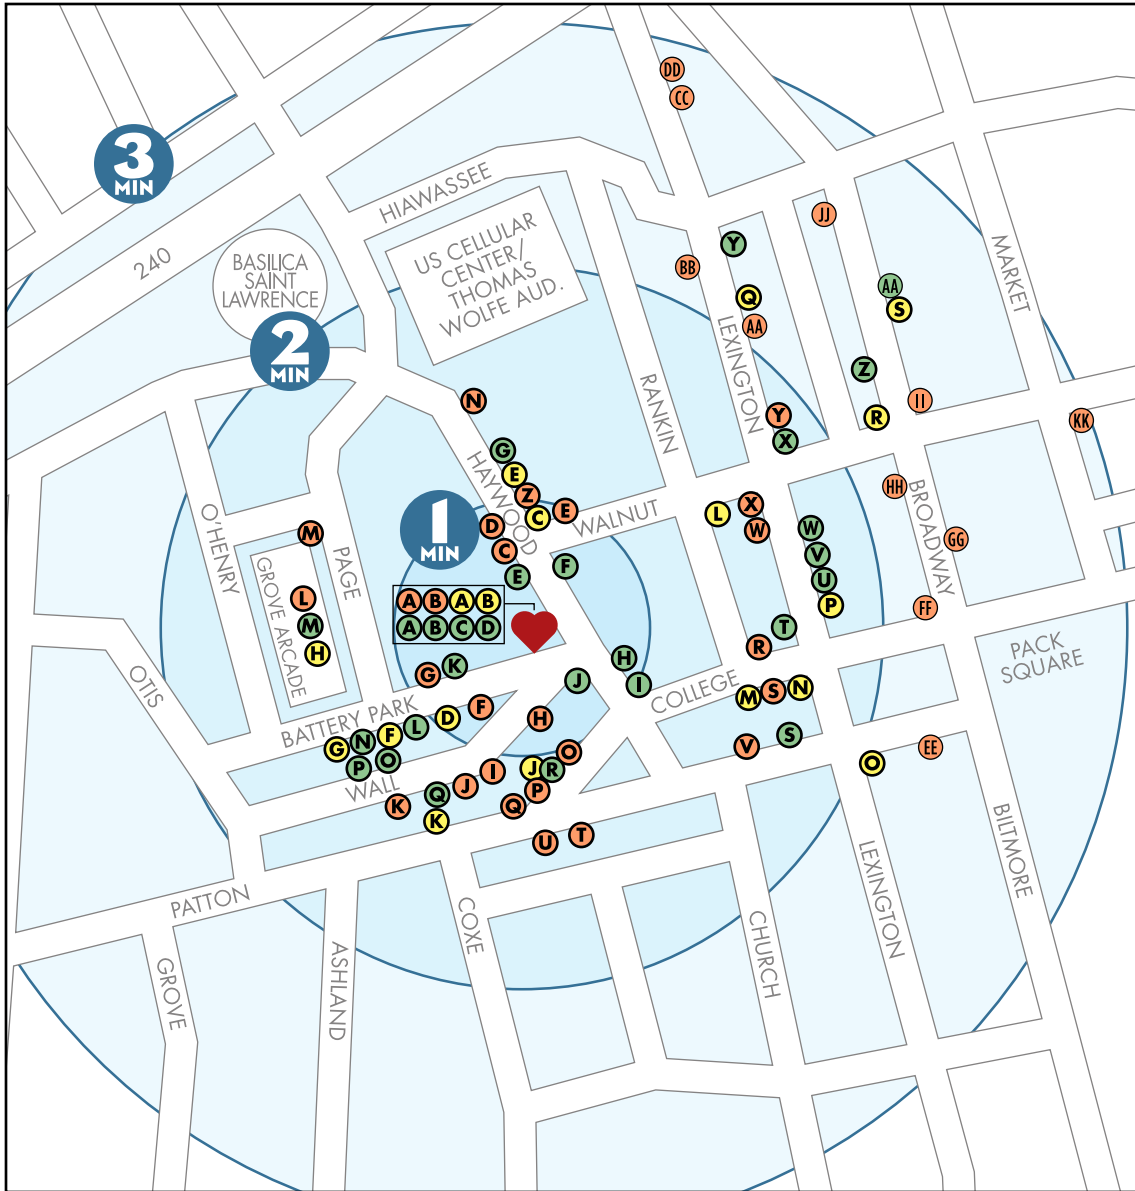 DD
CC
3
MIN
HIAWASSEE
JJ
US CELLULAR
CENTER/
THOMAS
WOLFE AUD.
240
BASILICA
SAINT
LAWRENCE
MARKET
Y
BB
Q
AA
AA
S
LEXINGTON
2
MIN
Z
RANKIN
N
II
Y
R
KK
X
G
HAYWOOD
E
Z
C
E
D
WALNUT
L
X
W
HH
BROADWAY
W
1
MIN
O'HENRY
M
PAGE
C
F
V
GG
E
U
GROVE ARCADE
L
M
H
A B A B
A B C D
P
FF
T
R
PACK
SQUARE
H
I
K
G
J
COLLEGE
M S N
OTIS
BATTERY PARK
D
F
L
F
N
G
H
S
V
EE
O
P
O
WALL
O
J R
I
J
P
Q
K
Q
K
U
T
BILTMORE
LEXINGTON
PATTON
COXE
CHURCH
ASHLAND
GROVE